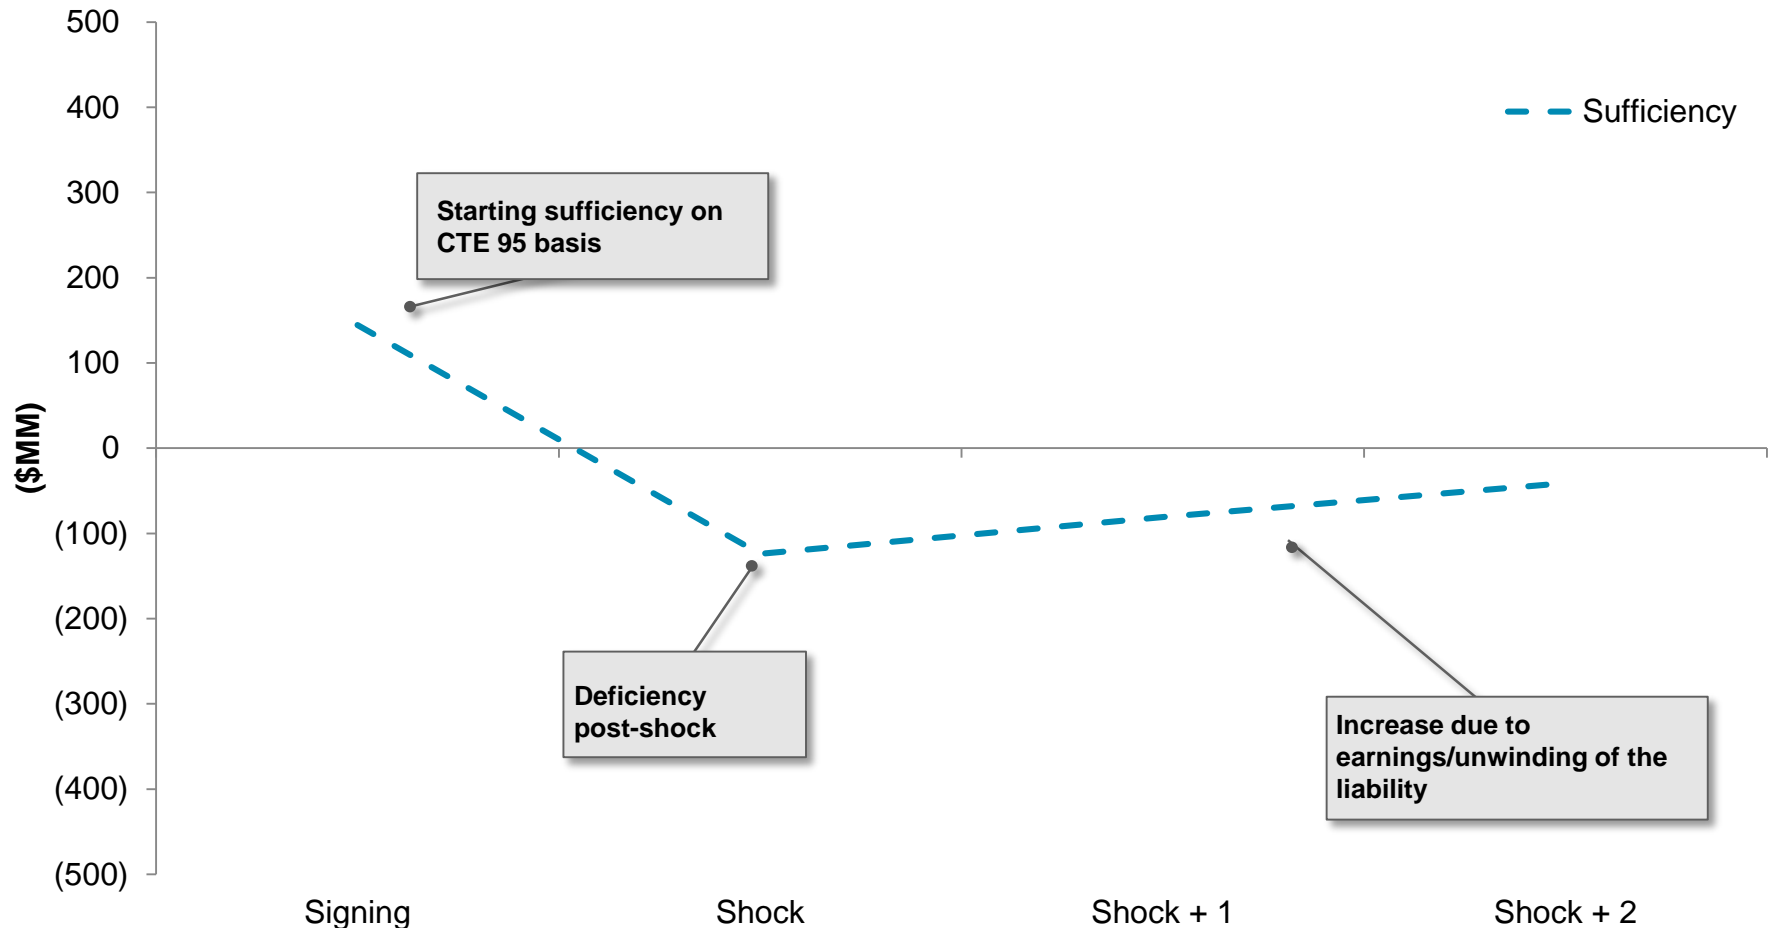 500
400
300
200
100
0
(100)
(200)
(300)
(400)
(500)
($MM)
Sufficiency
Starting sufficiency on
CTE 95 basis
Deficiency
post-shock
Increase due to
earnings/unwinding of the
liability
Signing
Shock
Shock + 1
Shock + 2